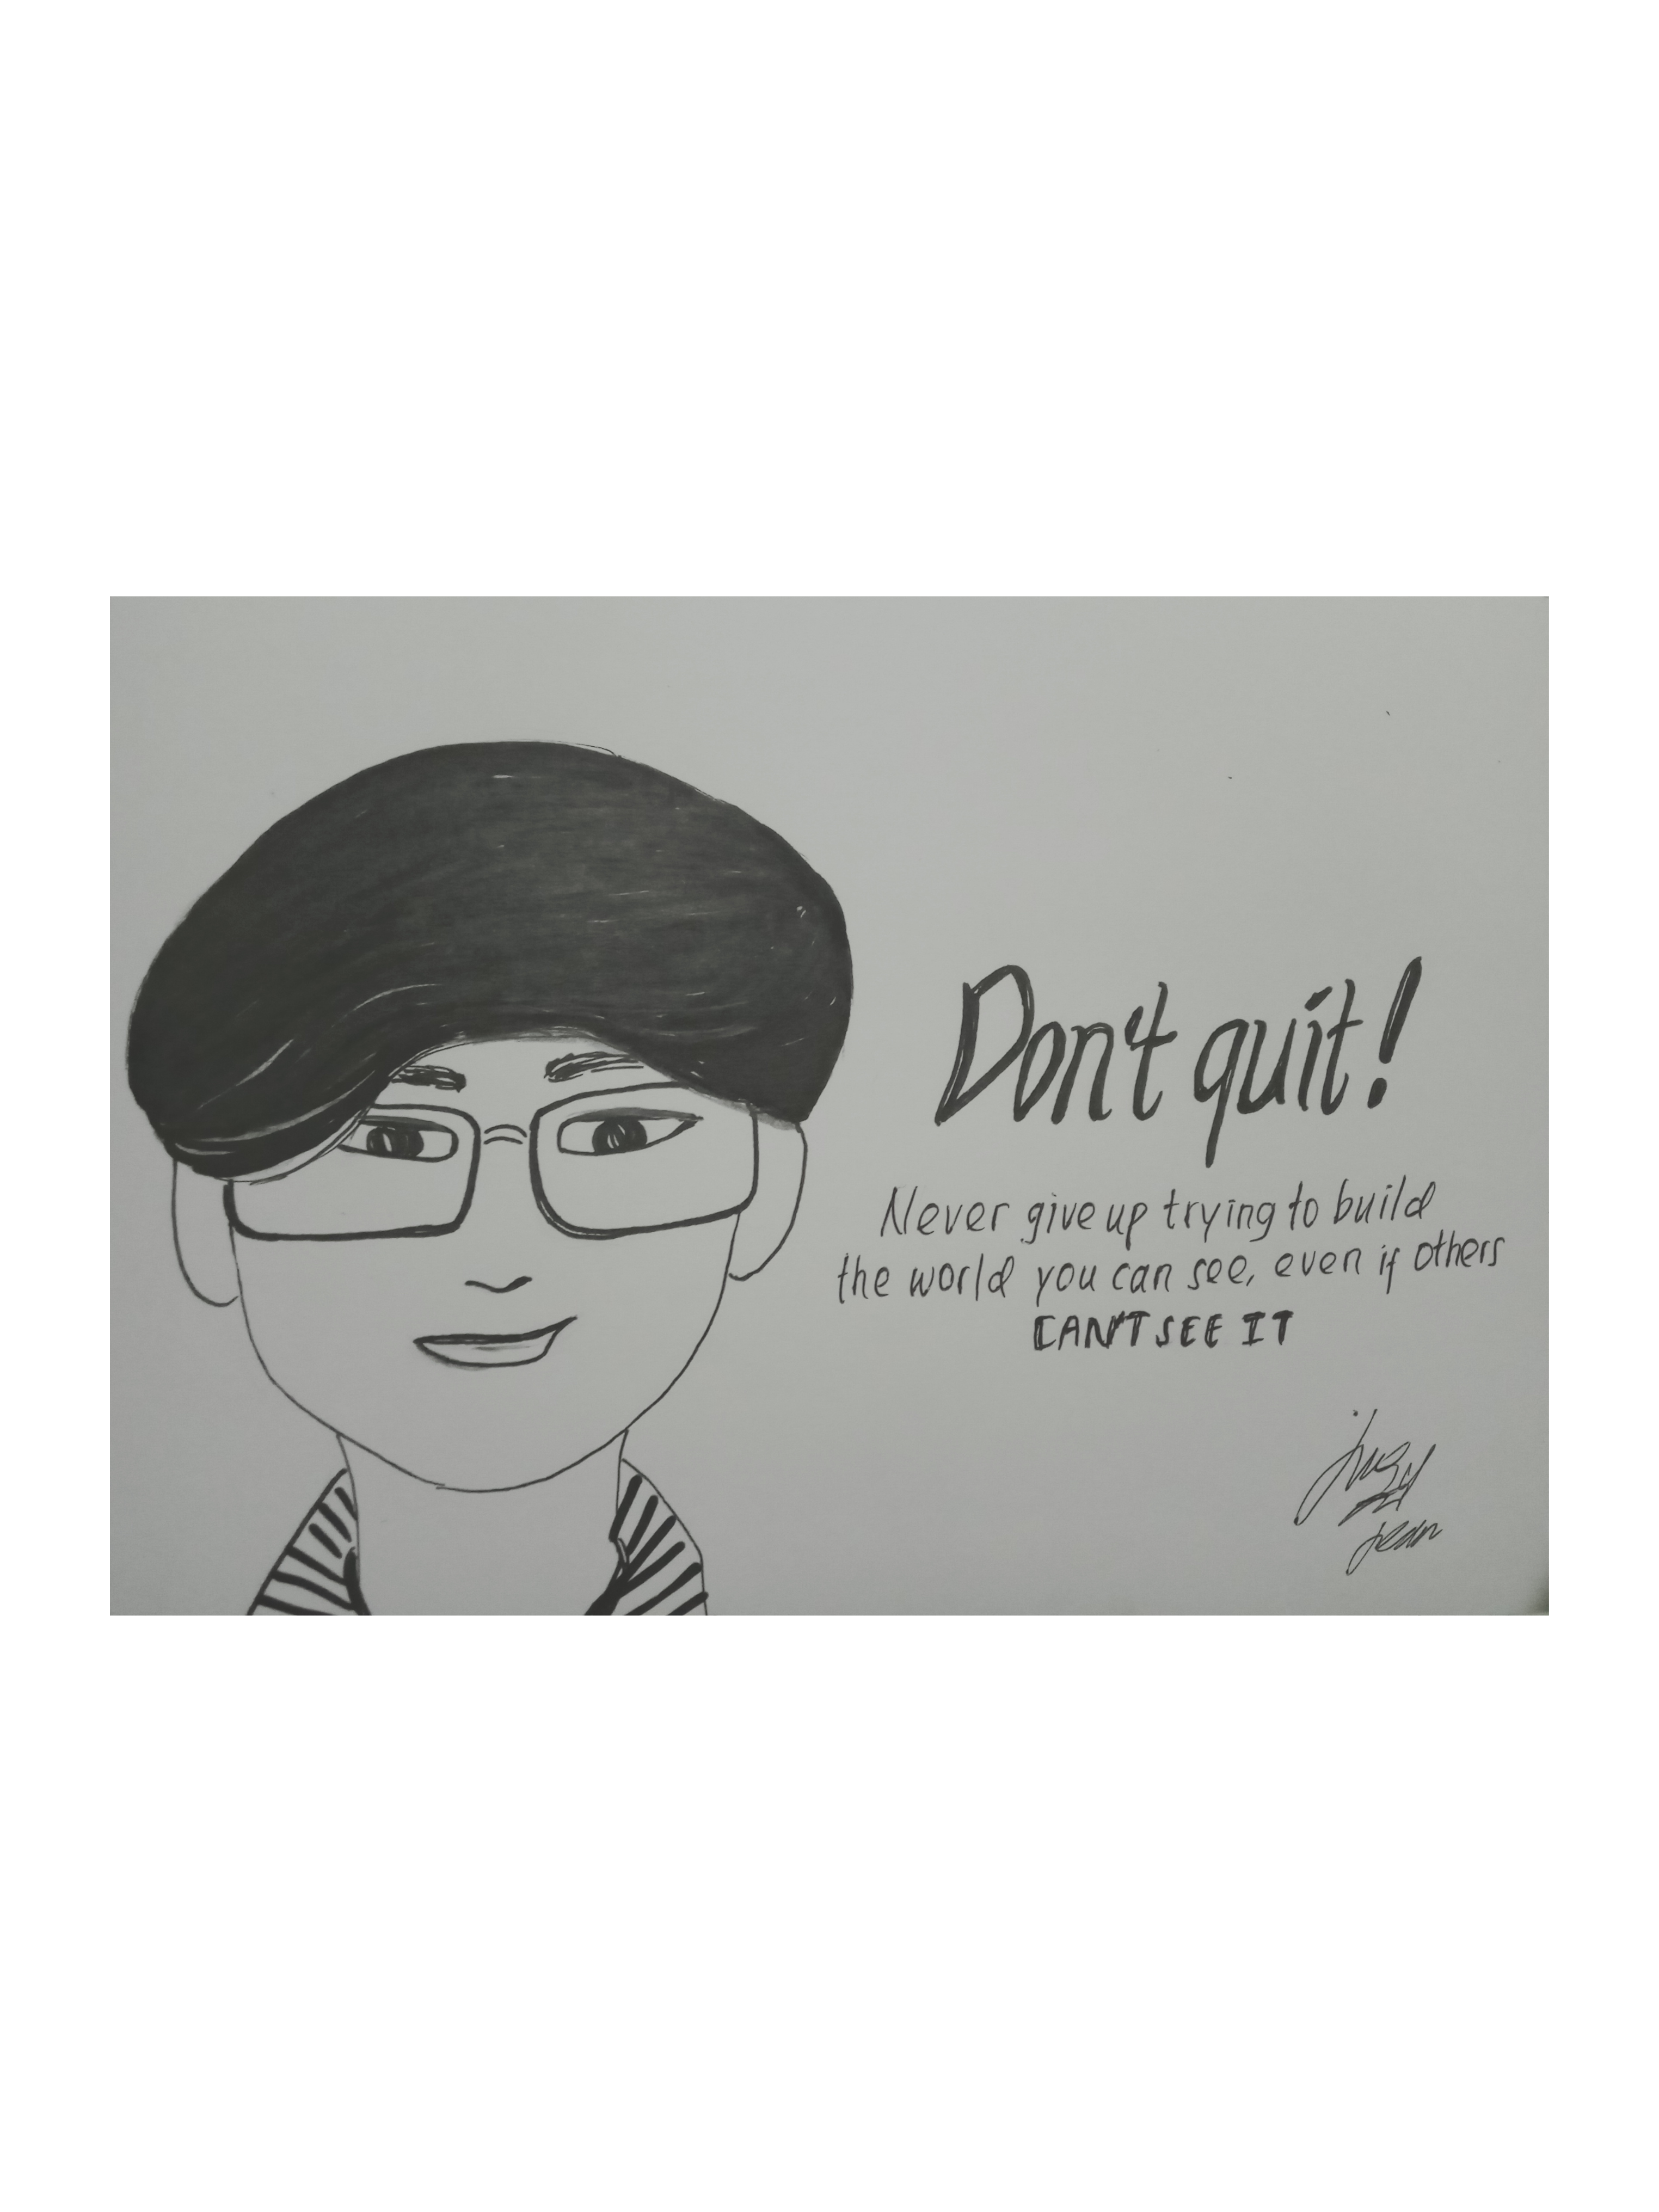 Don't quit!
Never give up trying to build
the world you can see, even if others
CAN'T SEE IT
jean